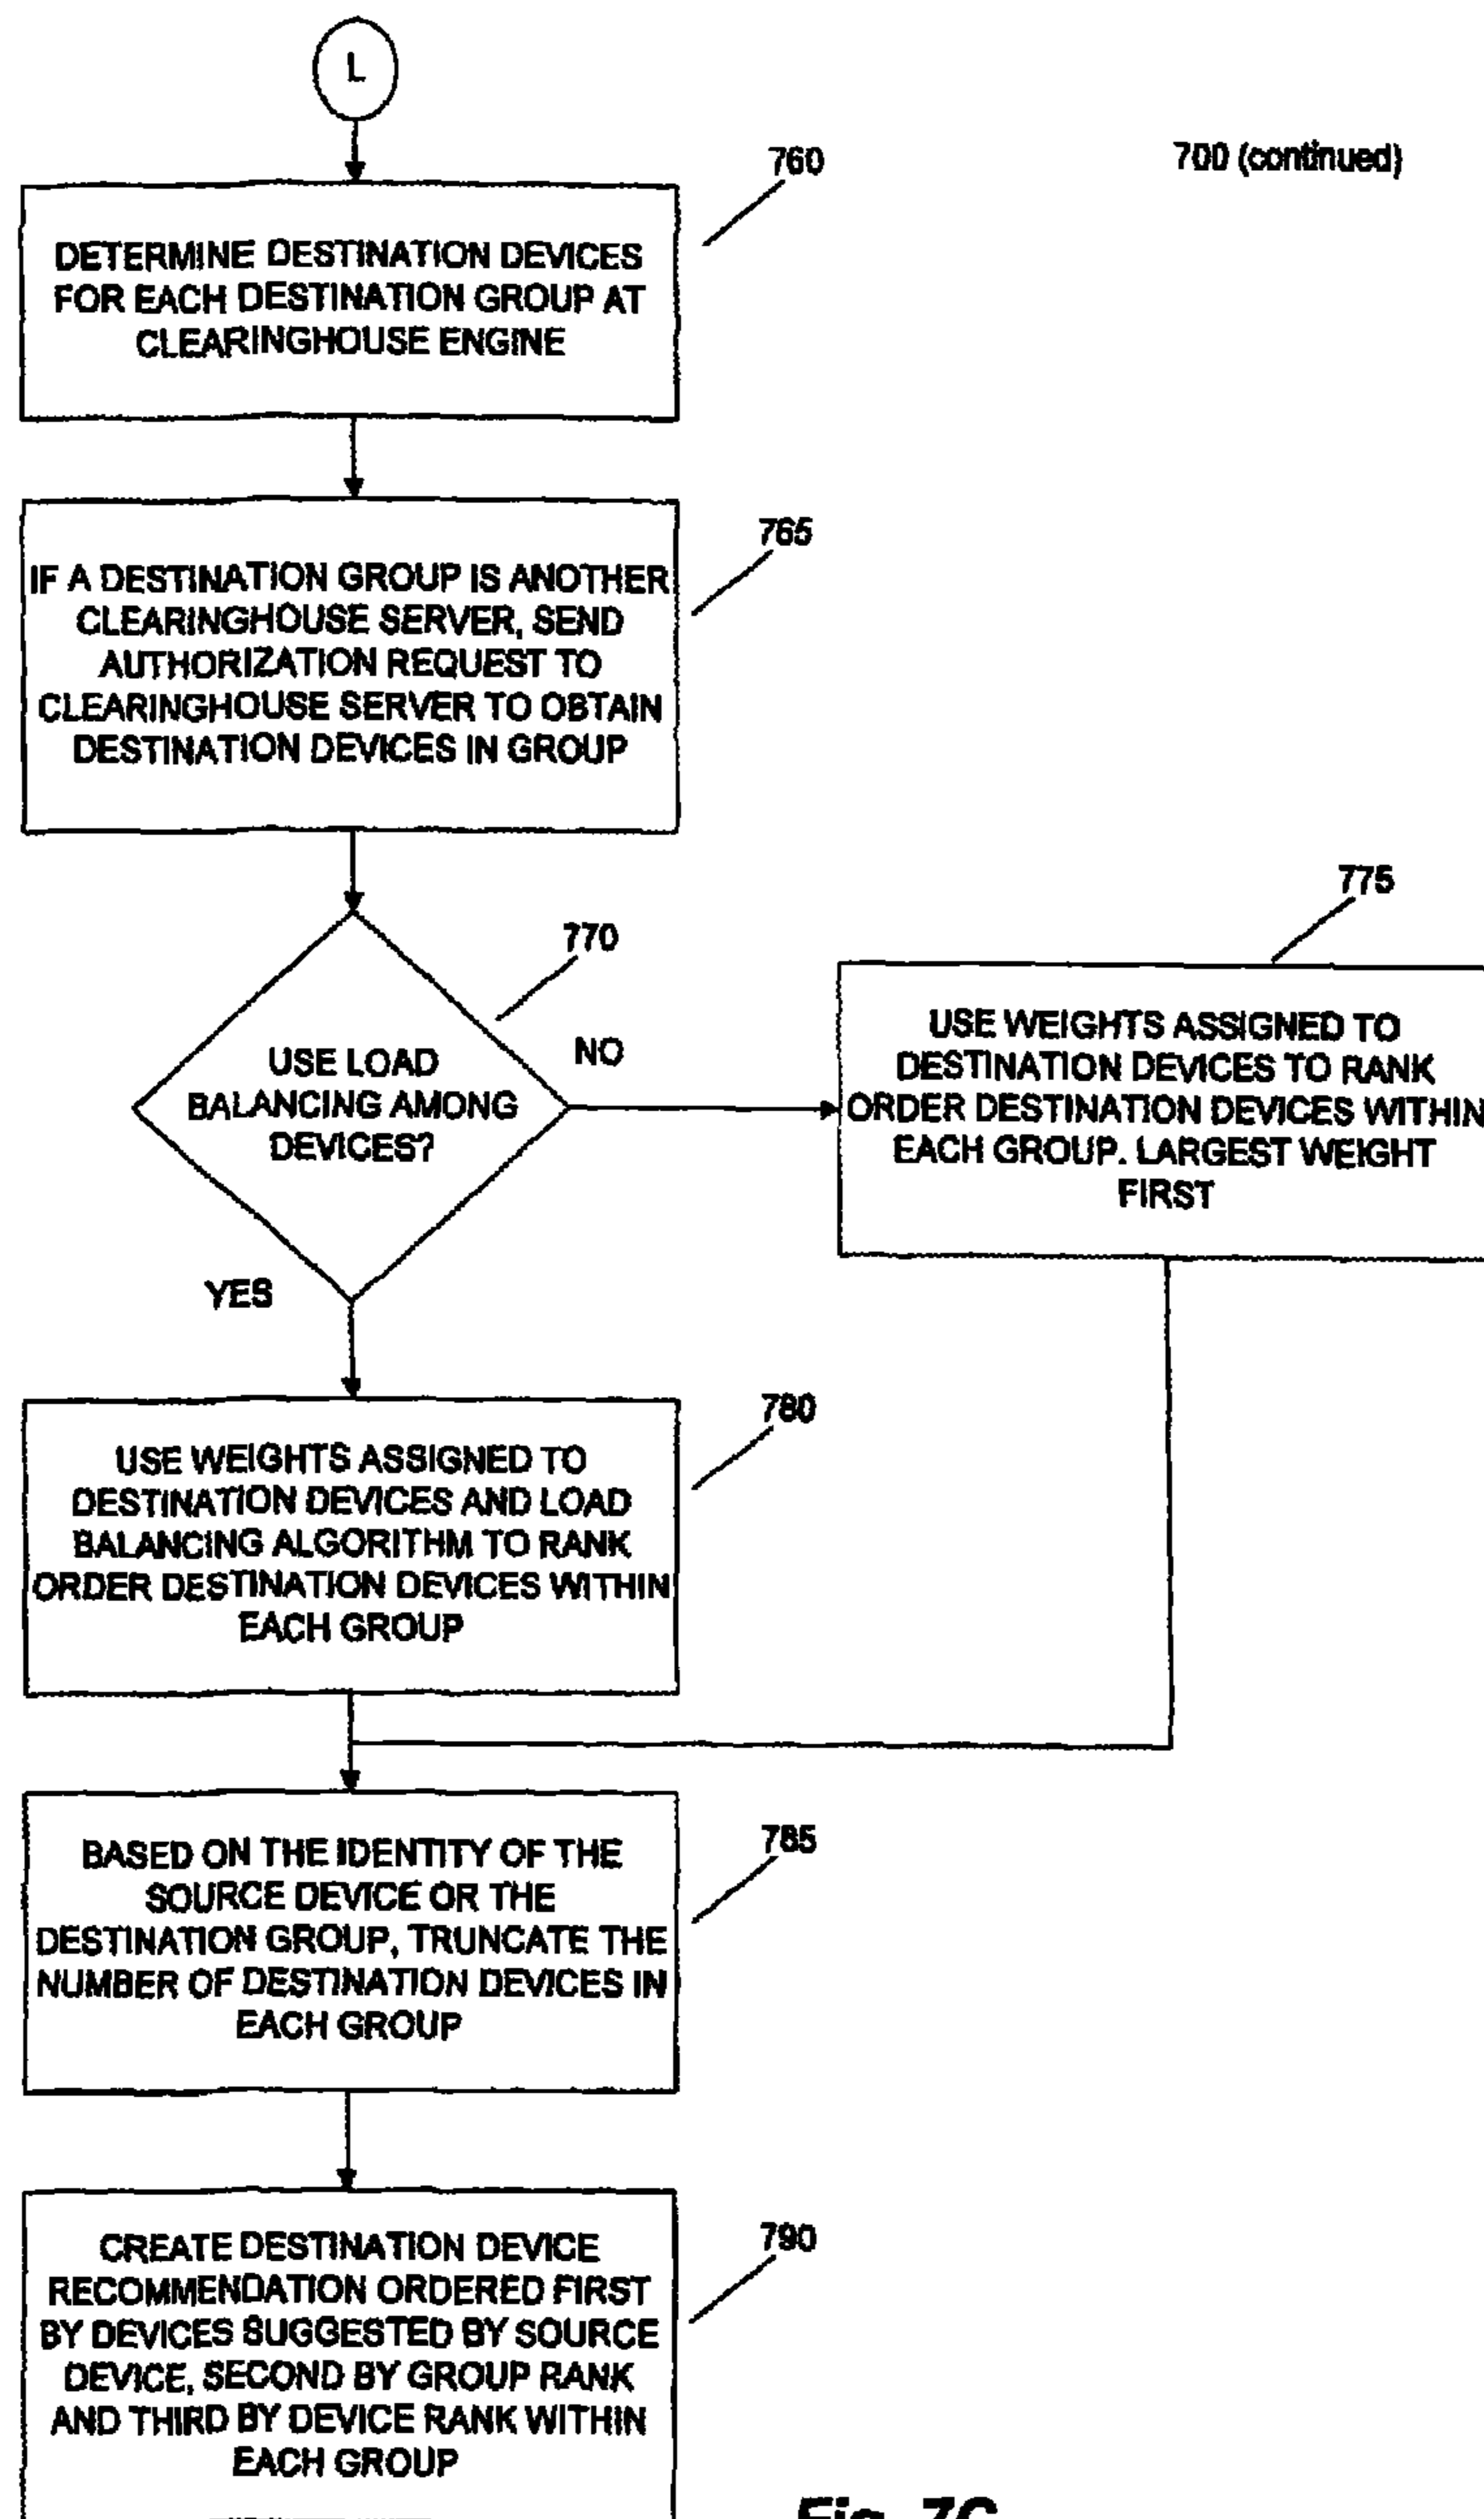 L
760
700 (continued)
DETERMINE DESTINATION DEVICES
FOR EACH DESTINATION GROUP AT
CLEARINGHOUSE ENGINE
765
IF A DESTINATION GROUP IS ANOTHER
CLEARINGHOUSE SERVER, SEND
AUTHORIZATION REQUEST TO
CLEARINGHOUSE SERVER TO OBTAIN
DESTINATION DEVICES IN GROUP
770
USE LOAD
BALANCING AMONG
DEVICES?
NO
YES
775
USE WEIGHTS ASSIGNED TO
DESTINATION DEVICES TO RANK
ORDER DESTINATION DEVICES WITHIN
EACH GROUP. LARGEST WEIGHT
FIRST
780
USE WEIGHTS ASSIGNED TO
DESTINATION DEVICES AND LOAD
BALANCING ALGORITHM TO RANK
ORDER DESTINATION DEVICES WITHIN
EACH GROUP
785
BASED ON THE IDENTITY OF THE
SOURCE DEVICE OR THE
DESTINATION GROUP, TRUNCATE THE
NUMBER OF DESTINATION DEVICES IN
EACH GROUP
790
CREATE DESTINATION DEVICE
RECOMMENDATION ORDERED FIRST
BY DEVICES SUGGESTED BY SOURCE
DEVICE, SECOND BY GROUP RANK
AND THIRD BY DEVICE RANK WITHIN
EACH GROUP
Fig. 7C